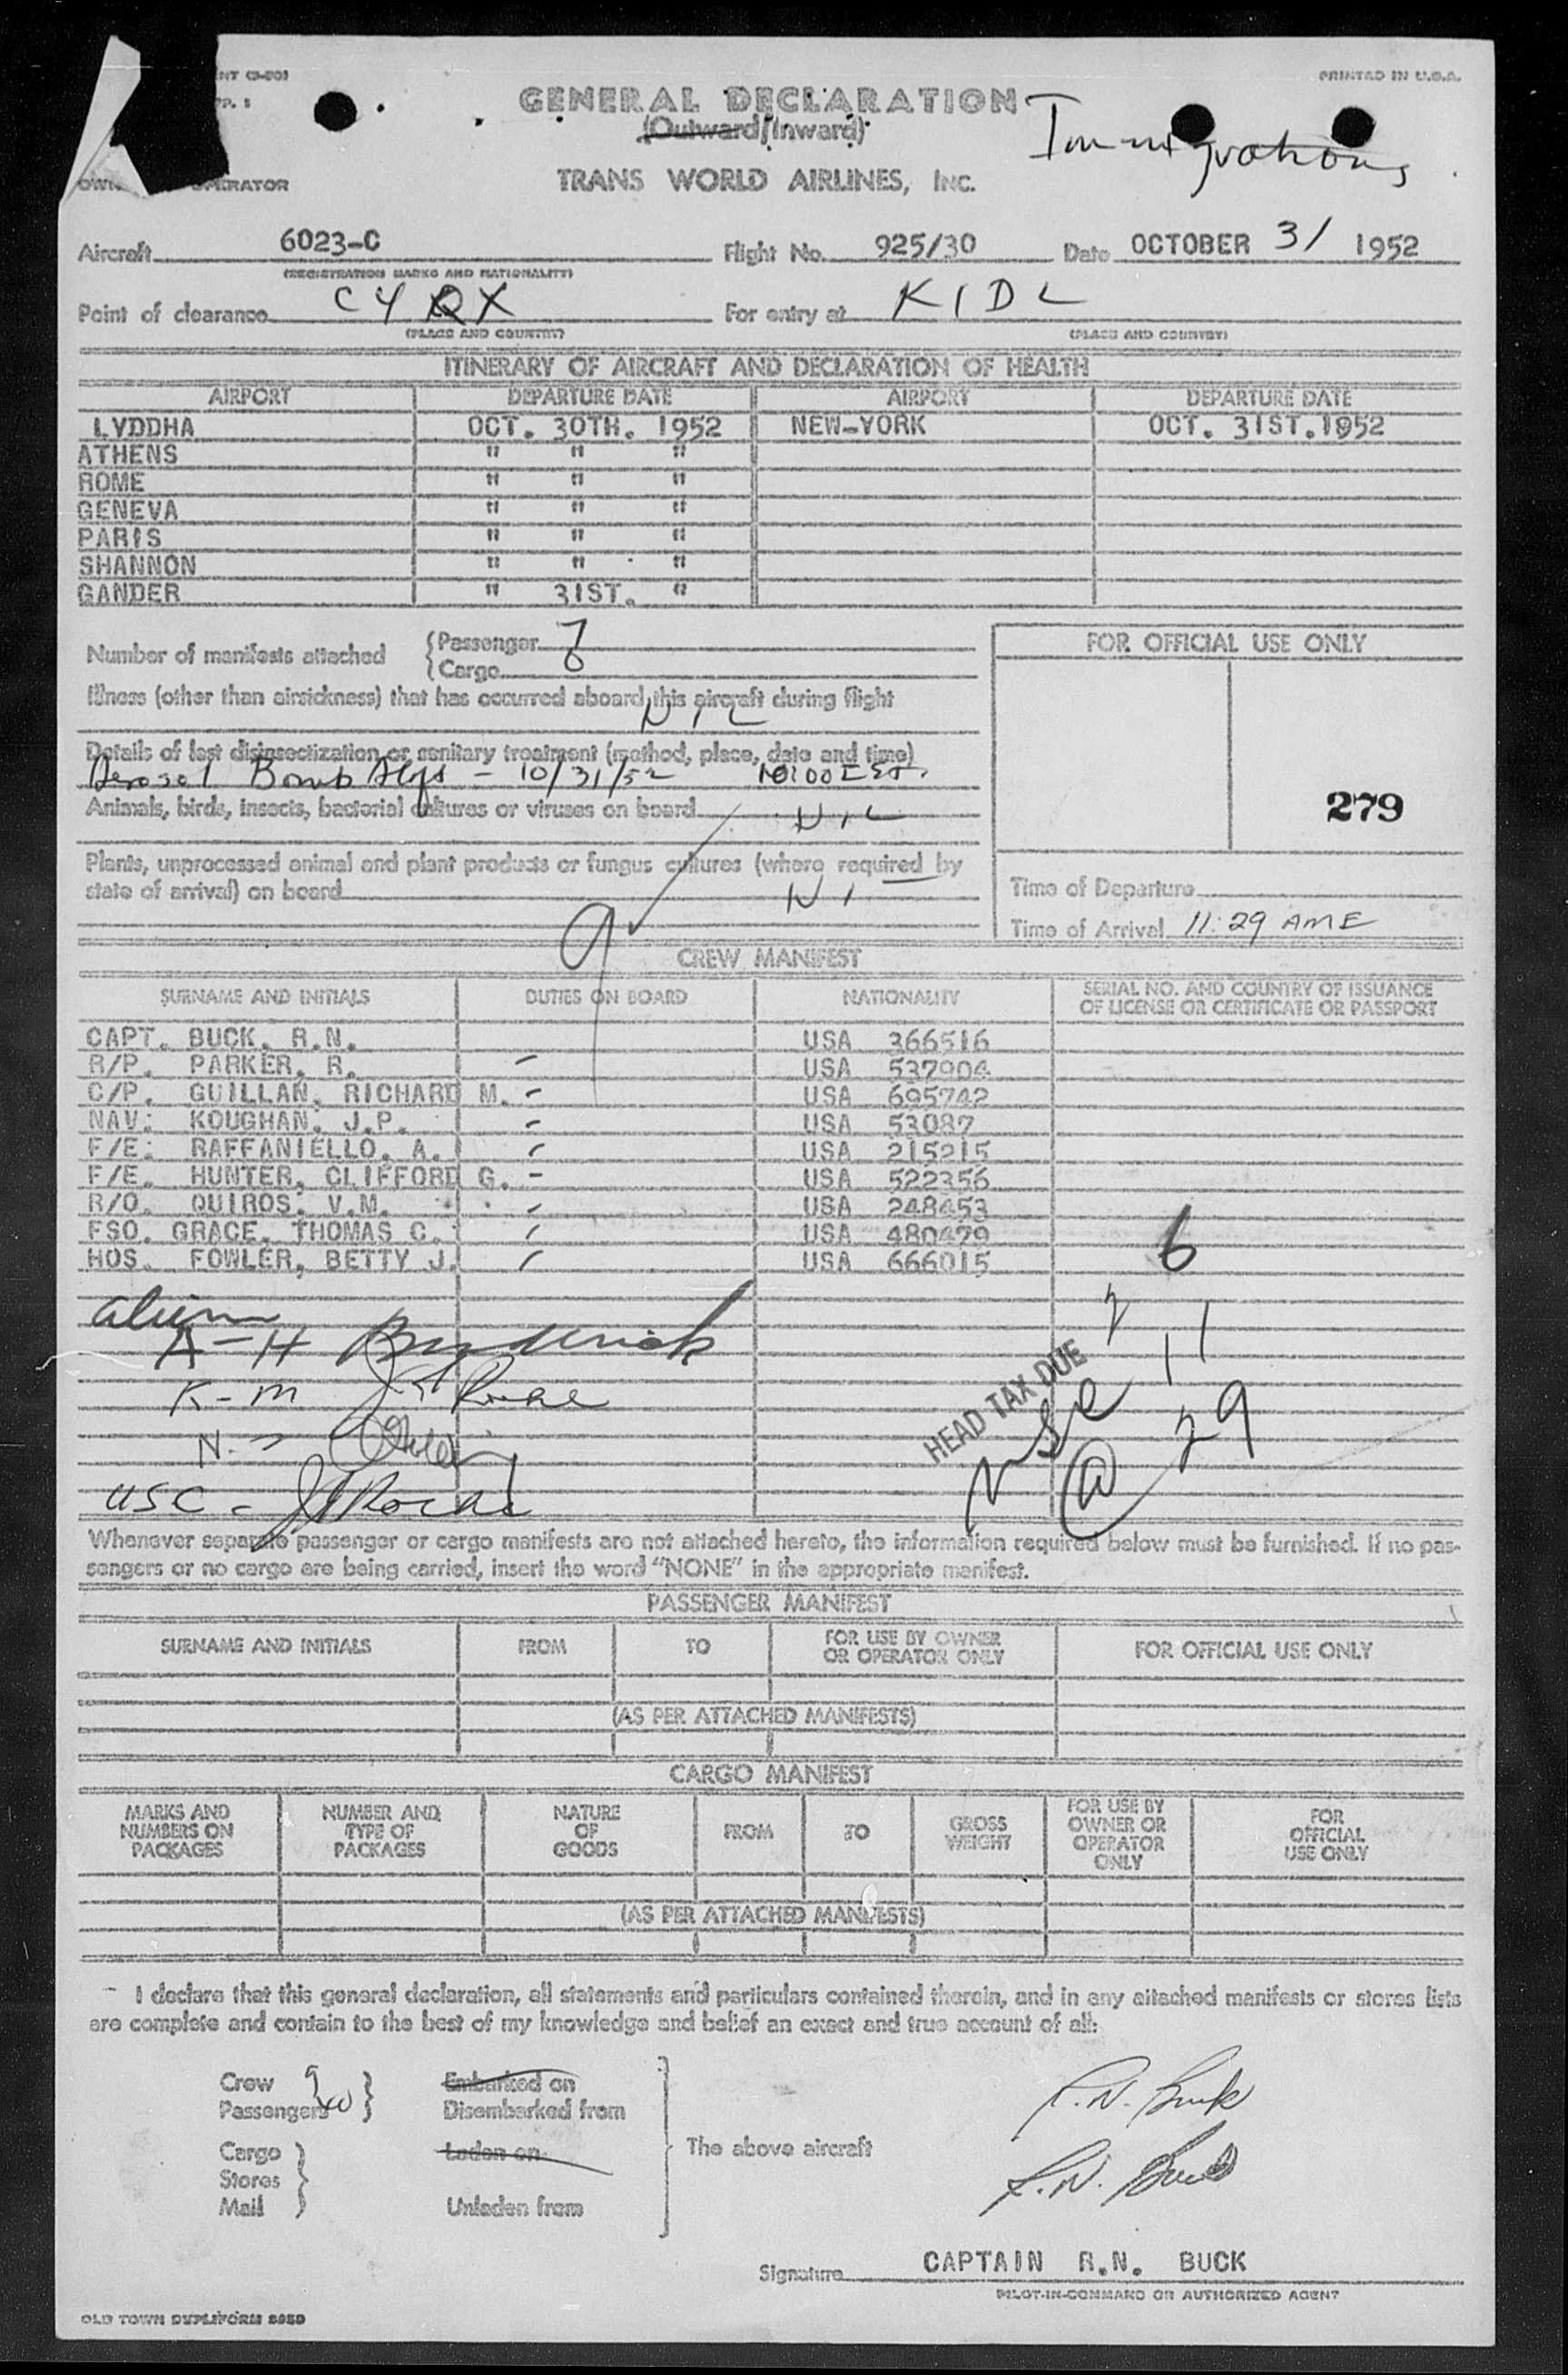 NT (3-50)
PRINTED IN U.S.A.
GENERAL DECLARATION
(Outward/Inward)
Immigrations
OPERATOR
TRANS WORLD AIRLINES, INC.
Aircraft 6023-C Flight No. 925/30 Date OCTOBER 31 1952
(REGISTRATION MARKS AND NATIONALITY)
Point of clearance CYQX For entry at KIDL
(PLACE AND COUNTRY) (PLACE AND COUNTRY)
ITINERARY OF AIRCRAFT AND DECLARATION OF HEALTH
AIRPORT DEPARTURE DATE AIRPORT DEPARTURE DATE
LYDDHA OCT. 30TH. 1952 NEW-YORK OCT. 31ST.1952
ATHENS " " "
ROME " " "
GENEVA " " "
PARIS " " "
SHANNON " " "
GANDER " 31ST. "
Number of manifests attached
Passenger 7
Cargo 8
FOR OFFICIAL USE ONLY
Illness (other than airsickness) that has occurred aboard this aircraft during flight
NIL
Details of last disinsectization or sanitary treatment (method, place, date and time)
Aerosol Bomb - 10/31/52 EST.
Animals, birds, insects, bacterial cultures or viruses on board NIL
279
Plants, unprocessed animal and plant products or fungus cultures (where required by
state of arrival) on board NI
Time of Departure
Time of Arrival 11:29 AME
9
CREW MANIFEST
SURNAME AND INITIALS DUTIES ON BOARD NATIONALITY SERIAL NO. AND COUNTRY OF ISSUANCE
OF LICENSE OR CERTIFICATE OR PASSPORT
CAPT. BUCK, R.N. USA 366516
R/P. PARKER, R. USA 537904
C/P. GUILLAN, RICHARD M. USA 695742
NAV: KOUGHAN, J.P. USA 53087
F/E: RAFFANIELLO, A. USA 215215
F/E. HUNTER, CLIFFORD G. USA 522356
R/O. QUIROS, V.M. USA 248453
FSO. GRACE, THOMAS C. USA 480479
HOS. FOWLER, BETTY J. USA 666015
6
alien
A-H
2
11
K-M
HEAD TAX DUE
29
N-
USC -
Whenever separate passenger or cargo manifests are not attached hereto, the information required below must be furnished. If no pas-
sengers or no cargo are being carried, insert the word "NONE" in the appropriate manifest.
PASSENGER MANIFEST
SURNAME AND INITIALS FROM TO FOR USE BY OWNER
OR OPERATOR ONLY FOR OFFICIAL USE ONLY
(AS PER ATTACHED MANIFESTS)
CARGO MANIFEST
MARKS AND
NUMBERS ON
PACKAGES
NUMBER AND
TYPE OF
PACKAGES
NATURE
OF
GOODS
FROM
TO
GROSS
WEIGHT
FOR USE BY
OWNER OR
OPERATOR
ONLY
FOR
OFFICIAL
USE ONLY
(AS PER ATTACHED MANIFESTS)
I declare that this general declaration, all statements and particulars contained therein, and in any attached manifests or stores lists
are complete and contain to the best of my knowledge and belief an exact and true account of all:
Crew 9 Embarked on
Passengers Disembarked from
R.N. Buck
Cargo Laden on The above aircraft
Stores
R.N. Buck
Mail Unladen from
Signature CAPTAIN R.N. BUCK
PILOT-IN-COMMAND OR AUTHORIZED AGENT